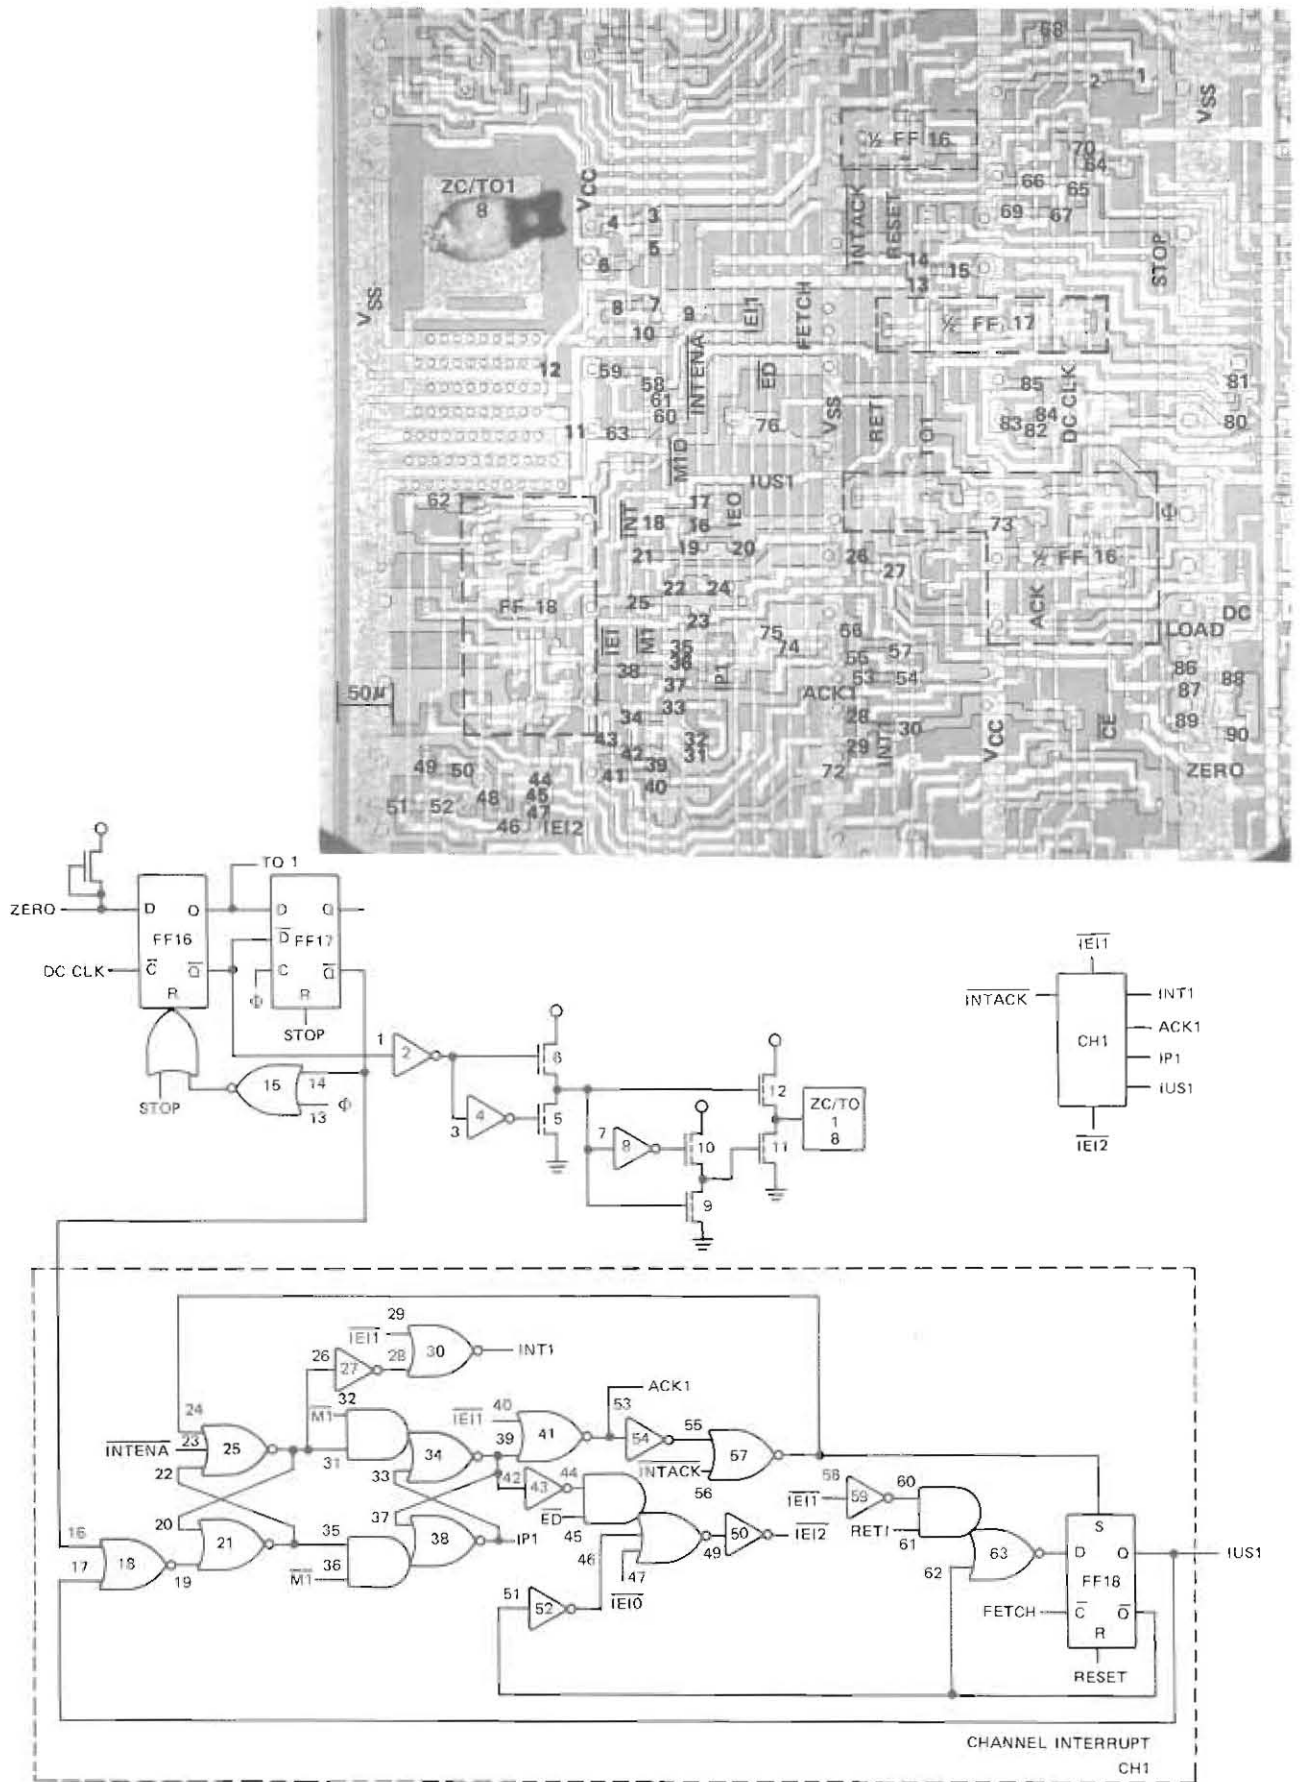 68
2 1
VSS
½ FF 16
70
64
66
65
69 67
ZC/TO1
8
VCC
4 3
5
6
INTACK
RESET
14
13
15
STOP
VSS
8 7
9
10
IEI1
FETCH
½ FF 17
12
59
58
61
60
INTENA
ED
VSS
76
85
84
83
82
DC CLK
81
80
11 63
M1D
RETI
TO1
IUS1
62
INT
17
18
16
IEO
73
Φ
21 19 20
26
27
½ FF 16
22 24
FF 18
25
23
ACK
DC
LOAD
IEI
M1
35
36
38
37
IP1
75
74
56
55
57
53 54
86
88
87
50μ
ACK1
34 33
28
30
89
90
43
42
32
31
39
29
INT1
VCC
CE
49 50
44
41
40
72
ZERO
48
45
51 52
47
46 IEI2
TO 1
ZERO D Q D Q
FF16 D FF17
DC CLK C Q C Q
R Φ R
STOP
15 14
13 Φ
STOP
1 2
6
3 4 5
12
ZC/TO
1
8
7 8 10 11
9
IEI1
INTACK INT1
ACK1
CH1
IP1
IUS1
IEI2
29
IEI1
30 INT1
26 27 28
32
24 M1 IEI1 40 53 ACK1
INTENA 23 25 34 39 41 54 55 57
22 31 33 INTACK
42 43 44 56 58
59 60
37 ED IEI1
20 35 45 RETI 61
16 21 38 IP1 50 IEI2 S
17 18 36 46 49 63 D Q IUS1
19 M1 47 62 FF18
51 52 IEI0 FETCH C Q
R
RESET
CHANNEL INTERRUPT
CH1